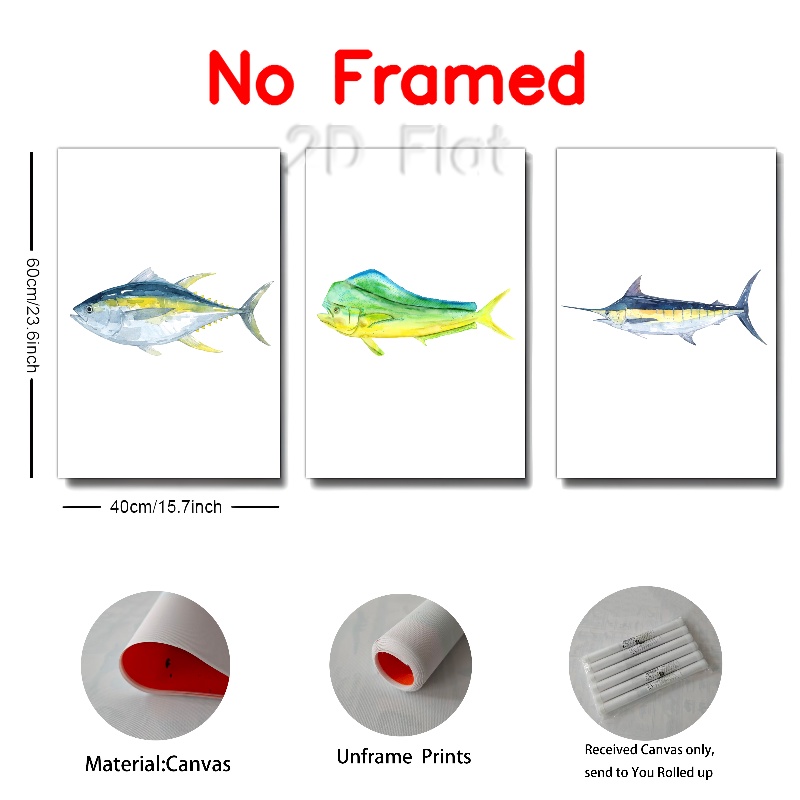 No Framed
2D Flat
60cm/23.6inch
40cm/15.7inch
Material:Canvas
Unframe Prints
Received Canvas only,
send to You Rolled up